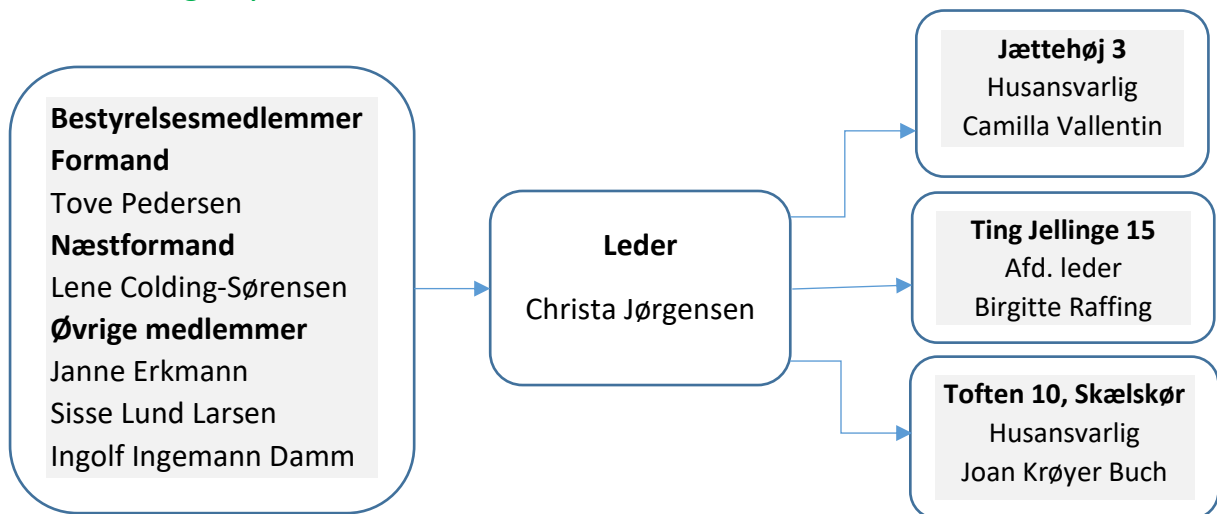 Bestyrelsesmedlemmer
Formand
Tove Pedersen
Næstformand
Lene Colding-Sørensen
Øvrige medlemmer
Janne Erkmann
Sisse Lund Larsen
Ingolf Ingemann Damm
Leder
Christa Jørgensen
Jættehøj 3
Husansvarlig
Camilla Vallentin
Ting Jellinge 15
Afd. leder
Birgitte Raffing
Toften 10, Skælskør
Husansvarlig
Joan Krøyer Buch